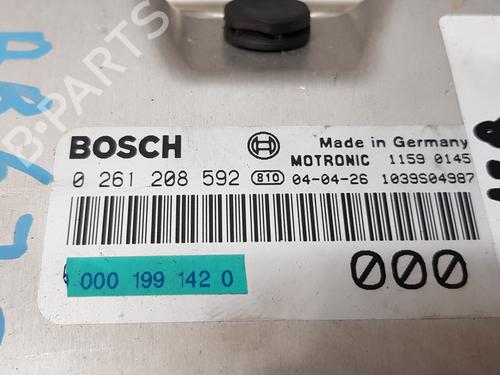 B-PARTS
BOSCH
Made in Germany
MOTRONIC 1159 0145
0 261 208 592 810 04-04-26 1039S04987
000 199 142 0
000